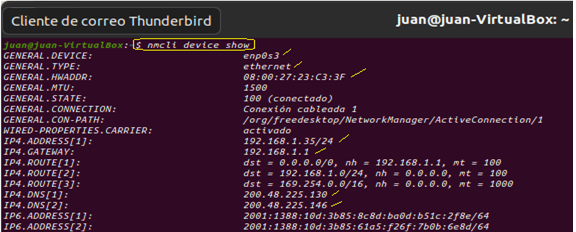 Cliente de correo Thunderbird
juan@juan-VirtualBox: ~
juan@juan-VirtualBox:~$ nmcli device show
GENERAL.DEVICE: enp0s3
GENERAL.TYPE: ethernet
GENERAL.HWADDR: 08:00:27:23:C3:3F
GENERAL.MTU: 1500
GENERAL.STATE: 100 (conectado)
GENERAL.CONNECTION: Conexión cableada 1
GENERAL.CON-PATH: /org/freedesktop/NetworkManager/ActiveConnection/1
WIRED-PROPERTIES.CARRIER: activado
IP4.ADDRESS[1]: 192.168.1.35/24
IP4.GATEWAY: 192.168.1.1
IP4.ROUTE[1]: dst = 0.0.0.0/0, nh = 192.168.1.1, mt = 100
IP4.ROUTE[2]: dst = 192.168.1.0/24, nh = 0.0.0.0, mt = 100
IP4.ROUTE[3]: dst = 169.254.0.0/16, nh = 0.0.0.0, mt = 1000
IP4.DNS[1]: 200.48.225.130
IP4.DNS[2]: 200.48.225.146
IP6.ADDRESS[1]: 2001:1388:10d:3b85:8c8d:ba0d:b51c:2f8e/64
IP6.ADDRESS[2]: 2001:1388:10d:3b85:61a5:f26f:7b0b:6e8d/64